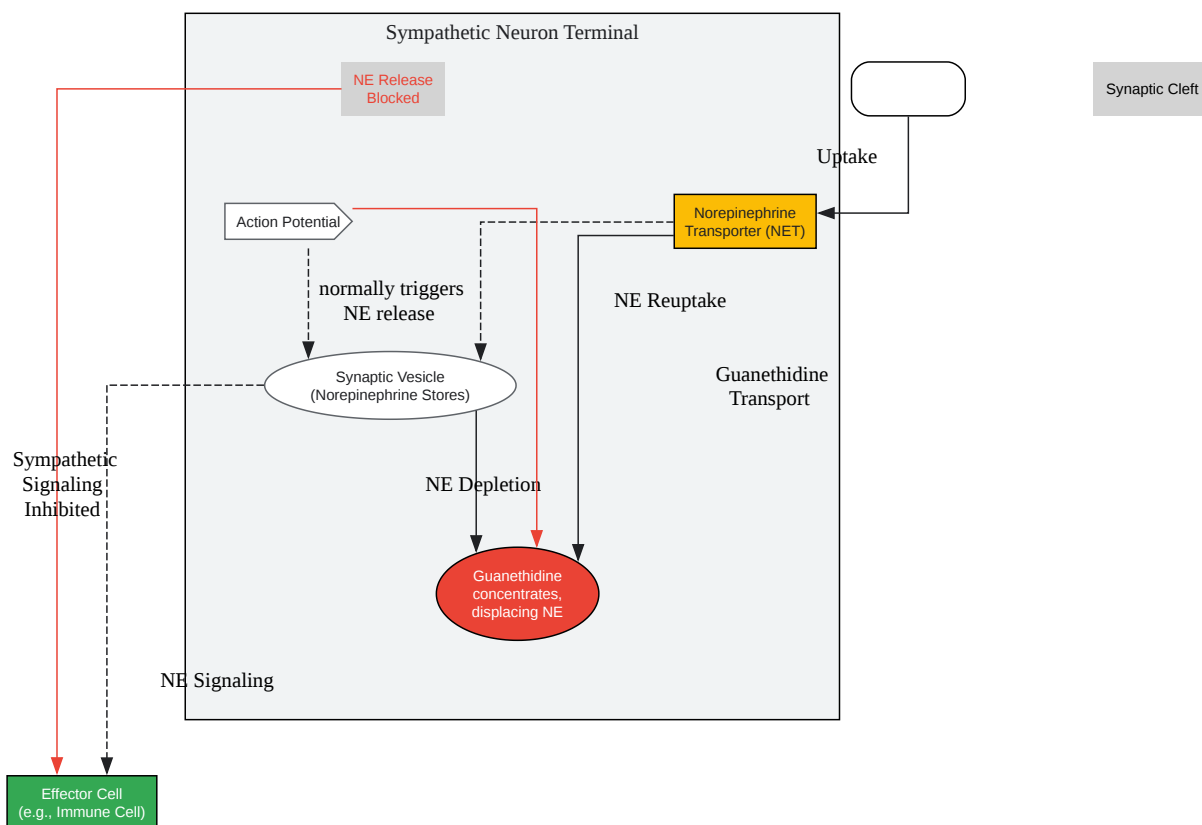 Sympathetic Neuron Terminal
NE Release
Blocked
Synaptic Cleft
Uptake
Action Potential
Norepinephrine
Transporter (NET)
normally triggers
NE release
NE Reuptake
Synaptic Vesicle
(Norepinephrine Stores)
Guanethidine
Transport
Sympathetic
Signaling
Inhibited
NE Depletion
Guanethidine
concentrates,
displacing NE
NE Signaling
Effector Cell
(e.g., Immune Cell)